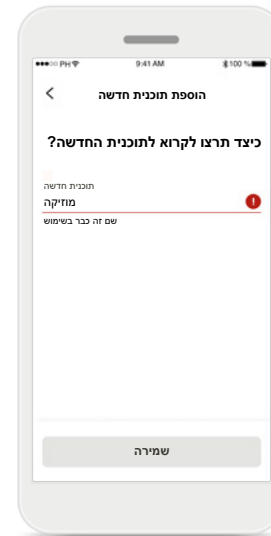 PH 9:41 AM 100 %
הוספת תוכנית חדשה
כיצד תרצו לקרוא לתוכנית החדשה?
תוכנית חדשה
מוזיקה
שם זה כבר בשימוש
שמירה